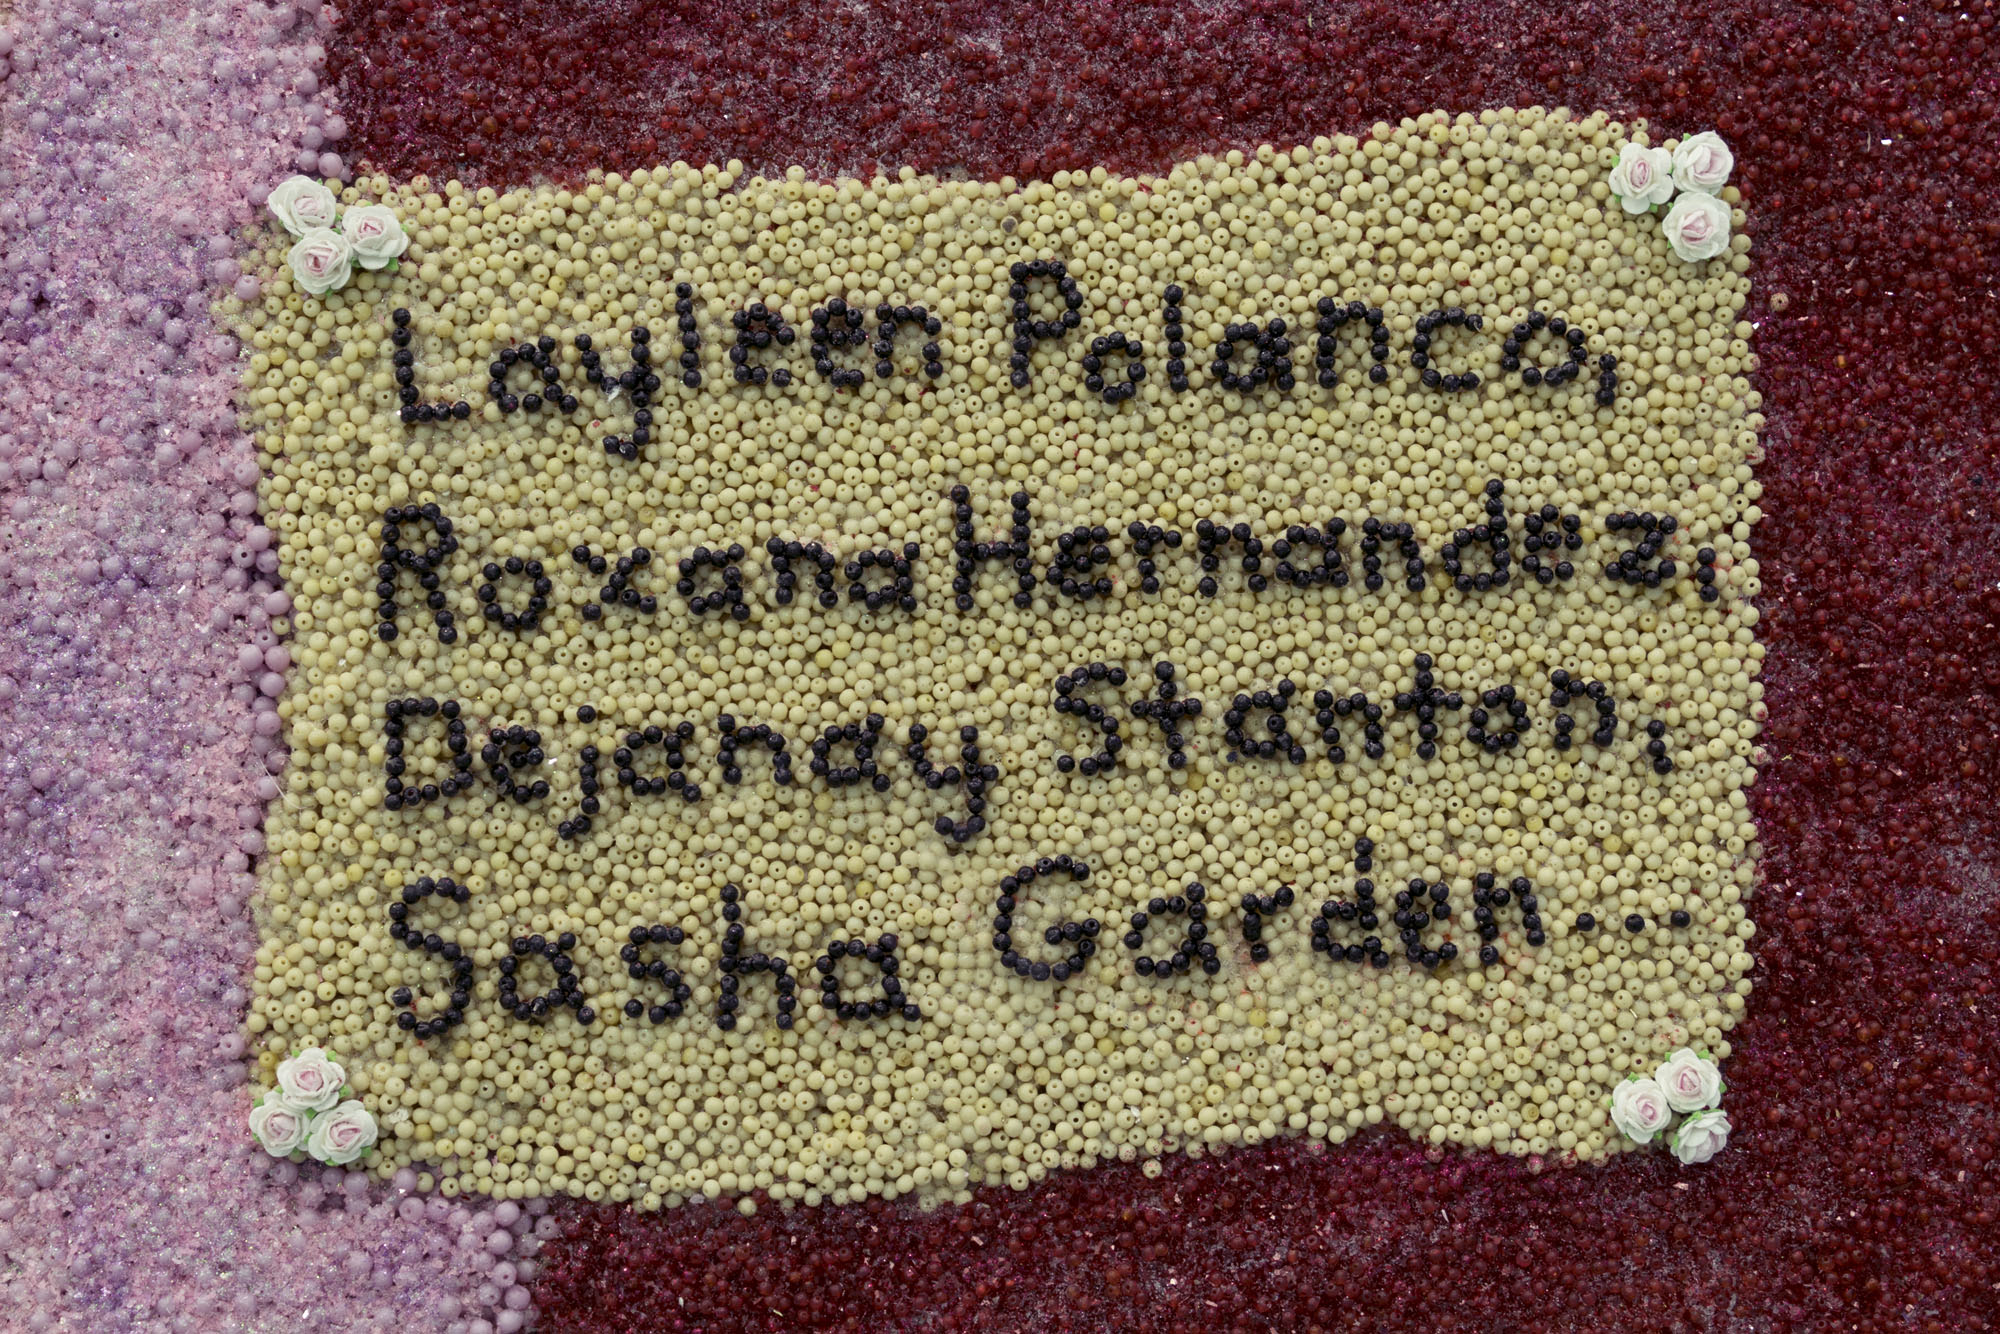 Layleen Polanco,
Roxana Hernandez,
Dejanay Stanton,
Sasha Garden...